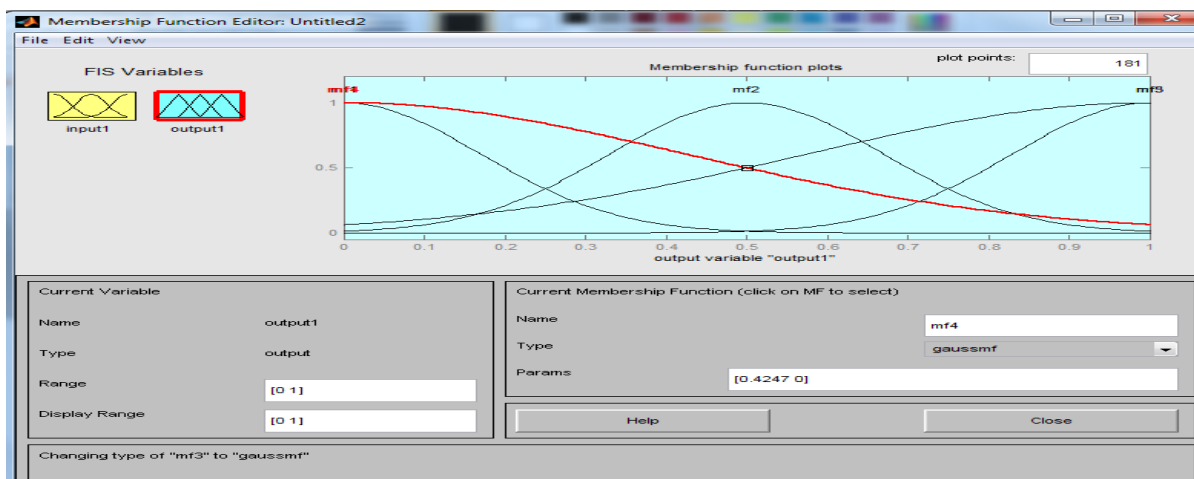 Membership Function Editor: Untitled2
File Edit View
FIS Variables
input1 output1
Membership function plots
plot points: 181
mf2
1
0.5
0
0 0.1 0.2 0.3 0.4 0.5 0.6 0.7 0.8 0.9 1
output variable "output1"
Current Variable
Name output1
Type output
Range [0 1]
Display Range [0 1]
Current Membership Function (click on MF to select)
Name mf4
Type gaussmf
Params [0.4247 0]
Help Close
Changing type of "mf3" to "gaussmf"